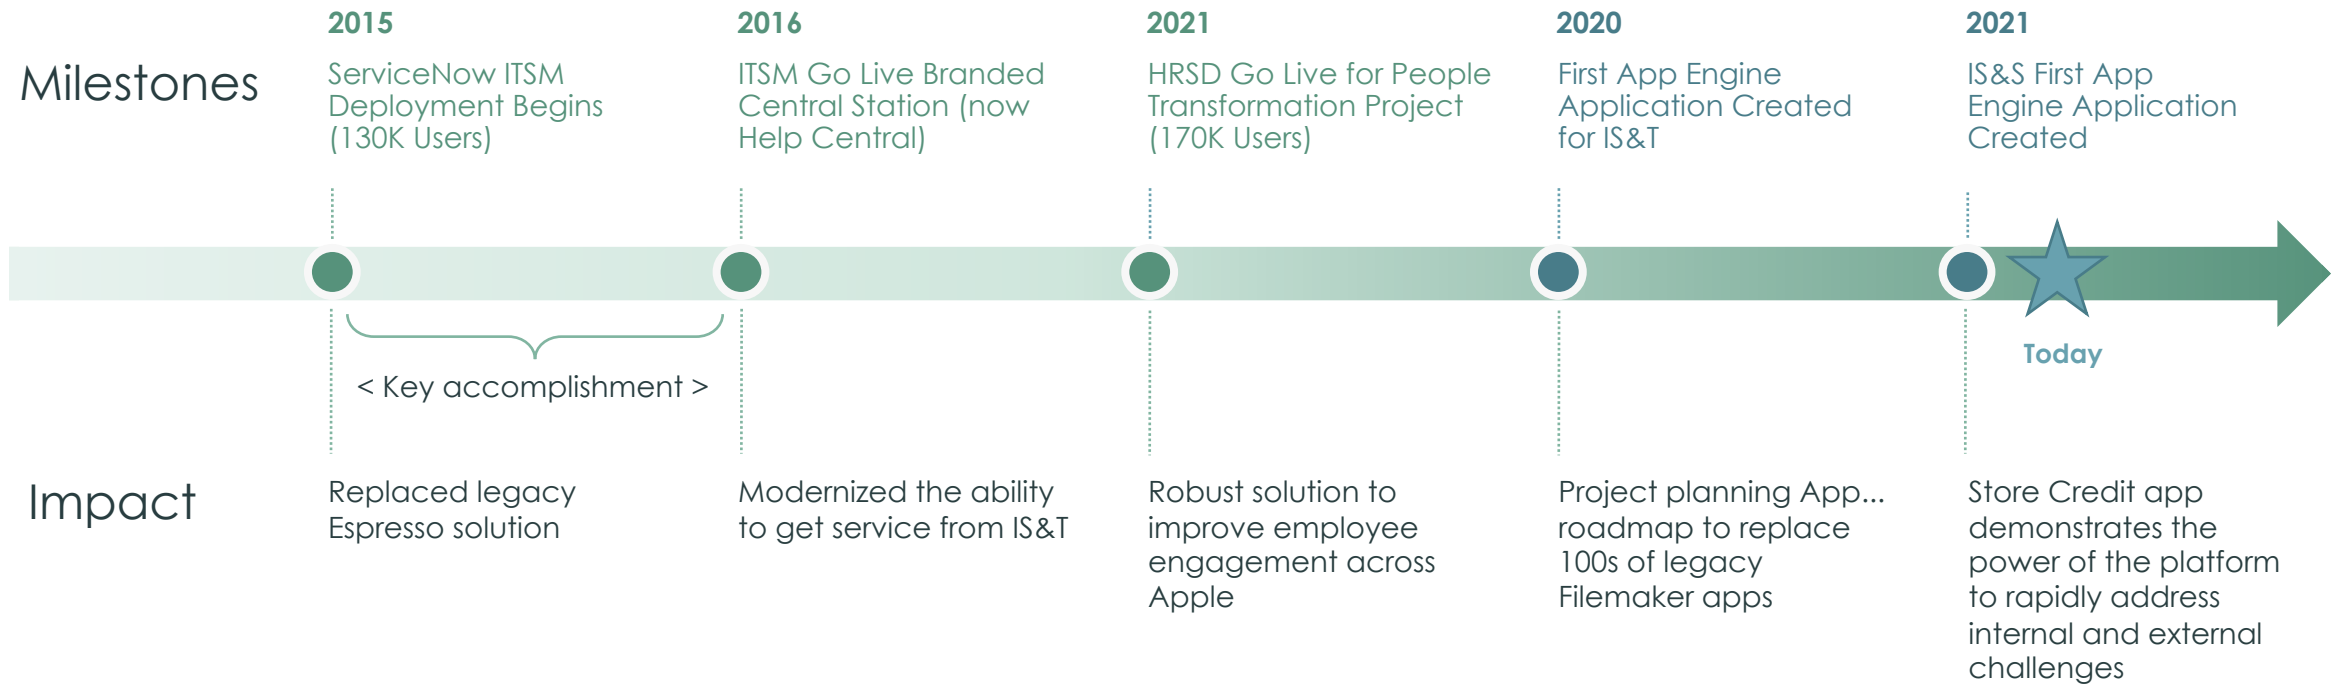 Milestones
2015
ServiceNow ITSM
Deployment Begins
(130K Users)
2016
ITSM Go Live Branded
Central Station (now
Help Central)
2021
HRSD Go Live for People
Transformation Project
(170K Users)
2020
First App Engine
Application Created
for IS&T
2021
IS&S First App
Engine Application
Created
< Key accomplishment >
Today
Impact
Replaced legacy
Espresso solution
Modernized the ability
to get service from IS&T
Robust solution to
improve employee
engagement across
Apple
Project planning App...
roadmap to replace
100s of legacy
Filemaker apps
Store Credit app
demonstrates the
power of the platform
to rapidly address
internal and external
challenges